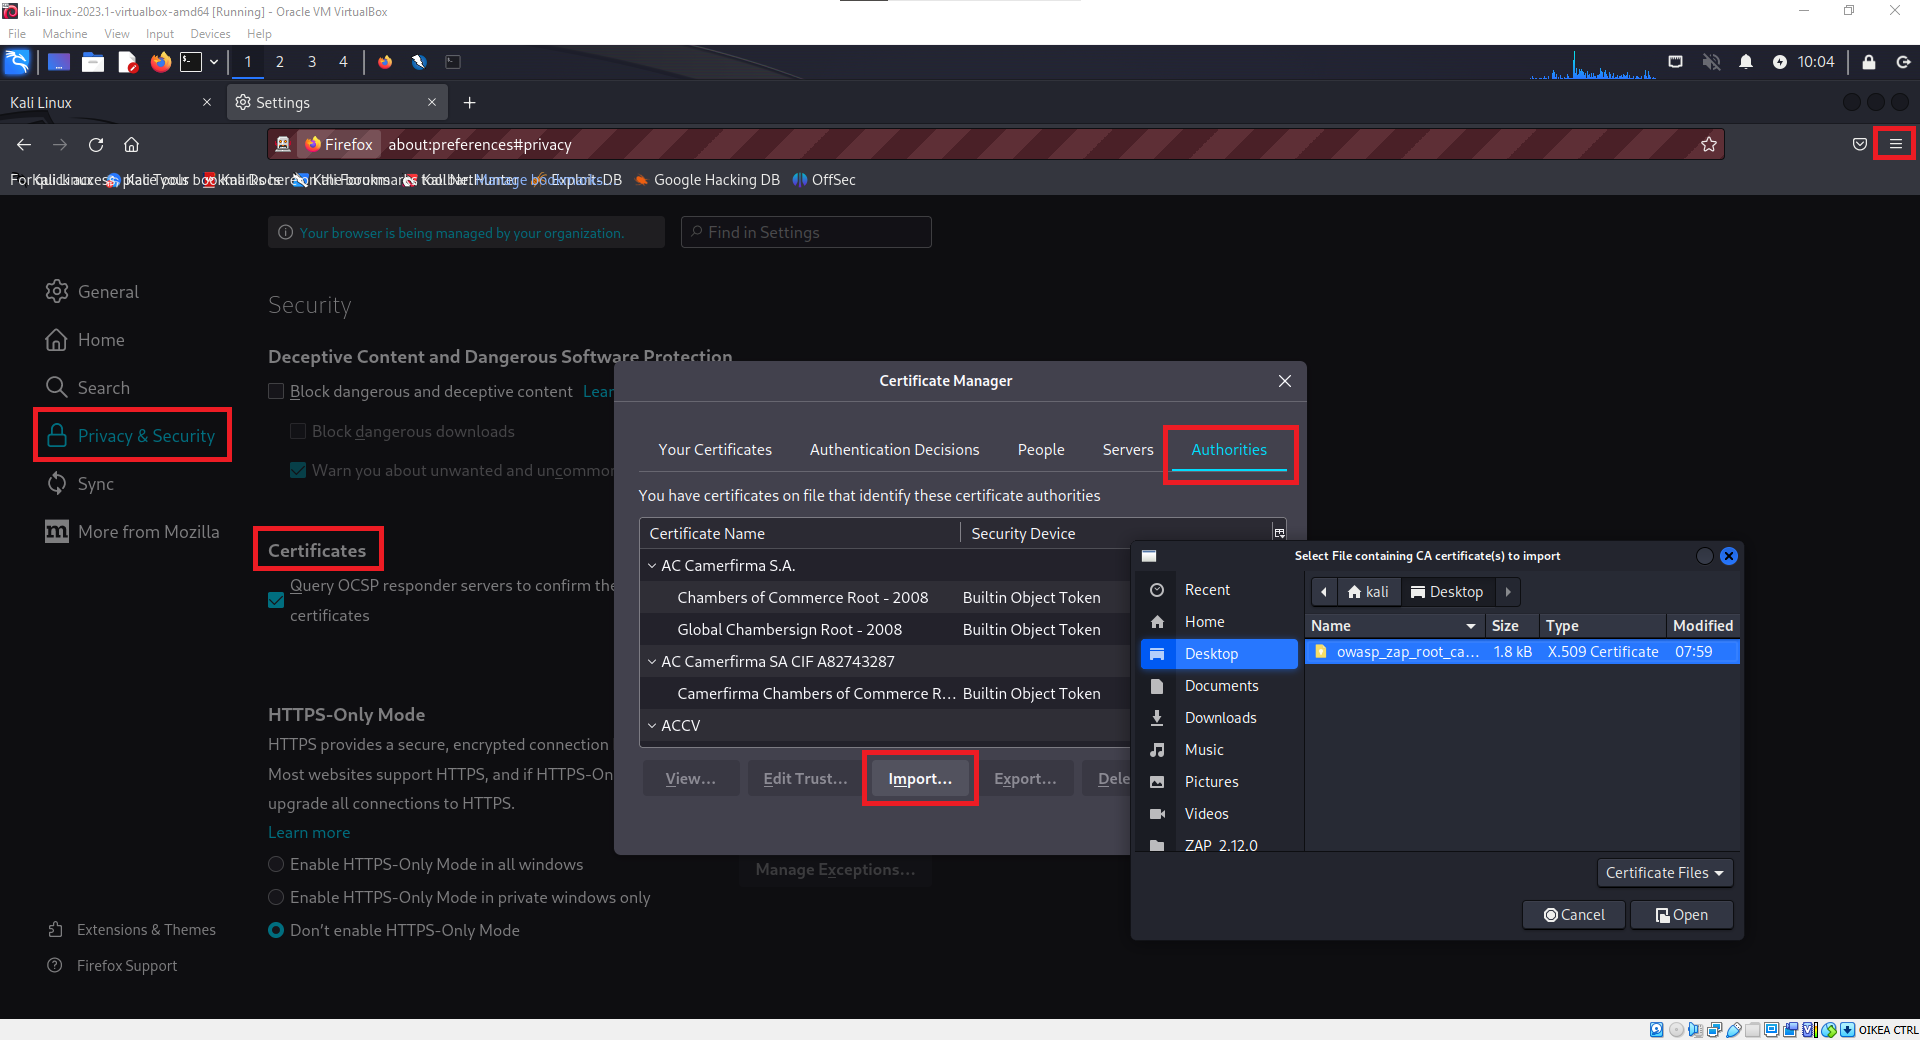 kali-linux-2023.1-virtualbox-amd64 [Running] - Oracle VM VirtualBox
File Machine View Input Devices Help
1 2 3 4 10:04
Kali Linux Settings
Firefox about:preferences#privacy
Exploit-DB Google Hacking DB OffSec
Your browser is being managed by your organization. Find in Settings
General
Home
Search
Privacy & Security
Sync
More from Mozilla
Extensions & Themes
Firefox Support
Security
Deceptive Content and Dangerous Software Protection
Block dangerous and deceptive content Lear
Block dangerous downloads
Warn you about unwanted and uncommon
Certificates
Query OCSP responder servers to confirm the
certificates
HTTPS-Only Mode
HTTPS provides a secure, encrypted connection
Most websites support HTTPS, and if HTTPS-On
upgrade all connections to HTTPS.
Learn more
Enable HTTPS-Only Mode in all windows
Enable HTTPS-Only Mode in private windows only
Don't enable HTTPS-Only Mode
Manage Exceptions...
Certificate Manager
Your Certificates Authentication Decisions People Servers Authorities
You have certificates on file that identify these certificate authorities
Certificate Name Security Device
AC Camerfirma S.A.
Chambers of Commerce Root - 2008 Builtin Object Token
Global Chambersign Root - 2008 Builtin Object Token
AC Camerfirma SA CIF A82743287
Camerfirma Chambers of Commerce R... Builtin Object Token
ACCV
View... Edit Trust... Import... Export... Dele
Select File containing CA certificate(s) to import
Recent
Home
Desktop
Documents
Downloads
Music
Pictures
Videos
ZAP_2.12.0
kali Desktop
Name Size Type Modified
owasp_zap_root_ca... 1.8 kB X.509 Certificate 07:59
Certificate Files
Cancel Open
OIKEA CTRL